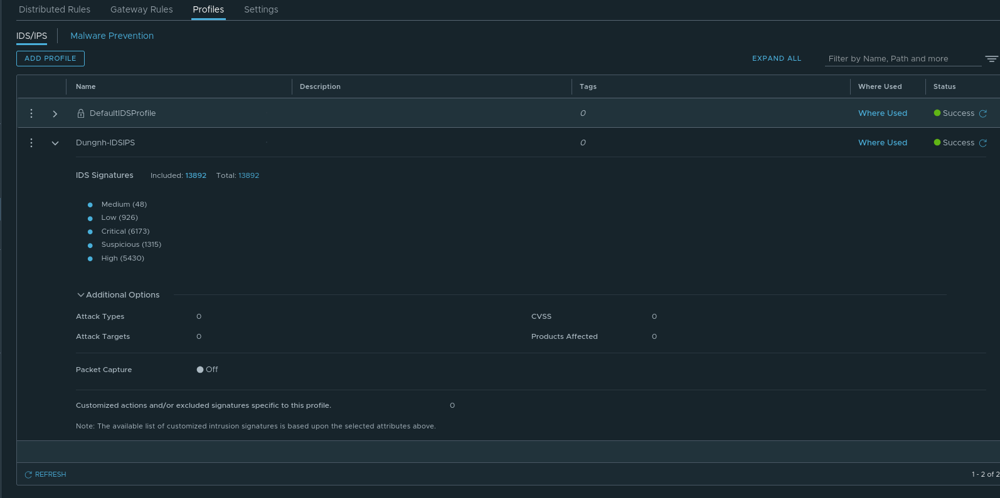 Distributed Rules Gateway Rules Profiles Settings
IDS/IPS Malware Prevention
ADD PROFILE EXPAND ALL Filter by Name, Path and more
Name Description Tags Where Used Status
DefaultIDSProfile 0 Where Used Success
Dungnh-IDSIPS 0 Where Used Success
IDS Signatures Included: 13892 Total: 13892
Medium (48)
Low (926)
Critical (6173)
Suspicious (1315)
High (5430)
Additional Options
Attack Types 0 CVSS 0
Attack Targets 0 Products Affected 0
Packet Capture Off
Customized actions and/or excluded signatures specific to this profile. 0
Note: The available list of customized intrusion signatures is based upon the selected attributes above.
REFRESH 1 - 2 of 2